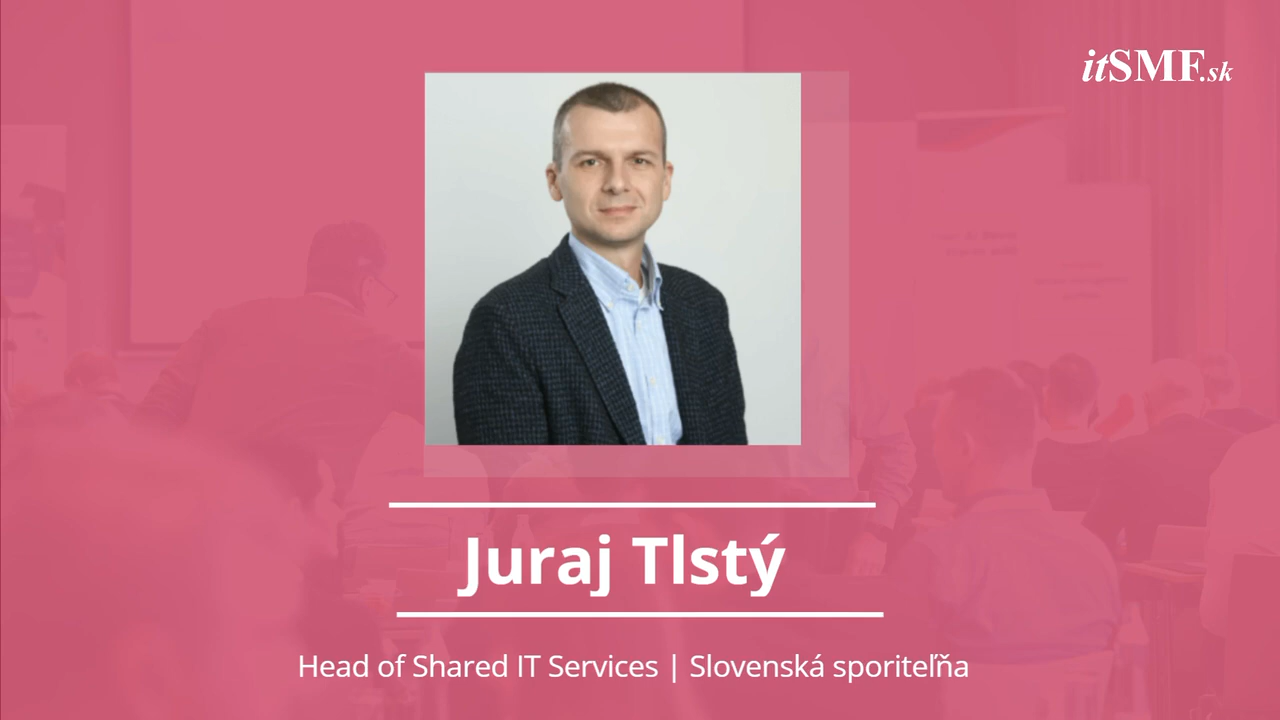 itSMF.sk
Juraj Tlstý
Head of Shared IT Services | Slovenská sporiteľňa